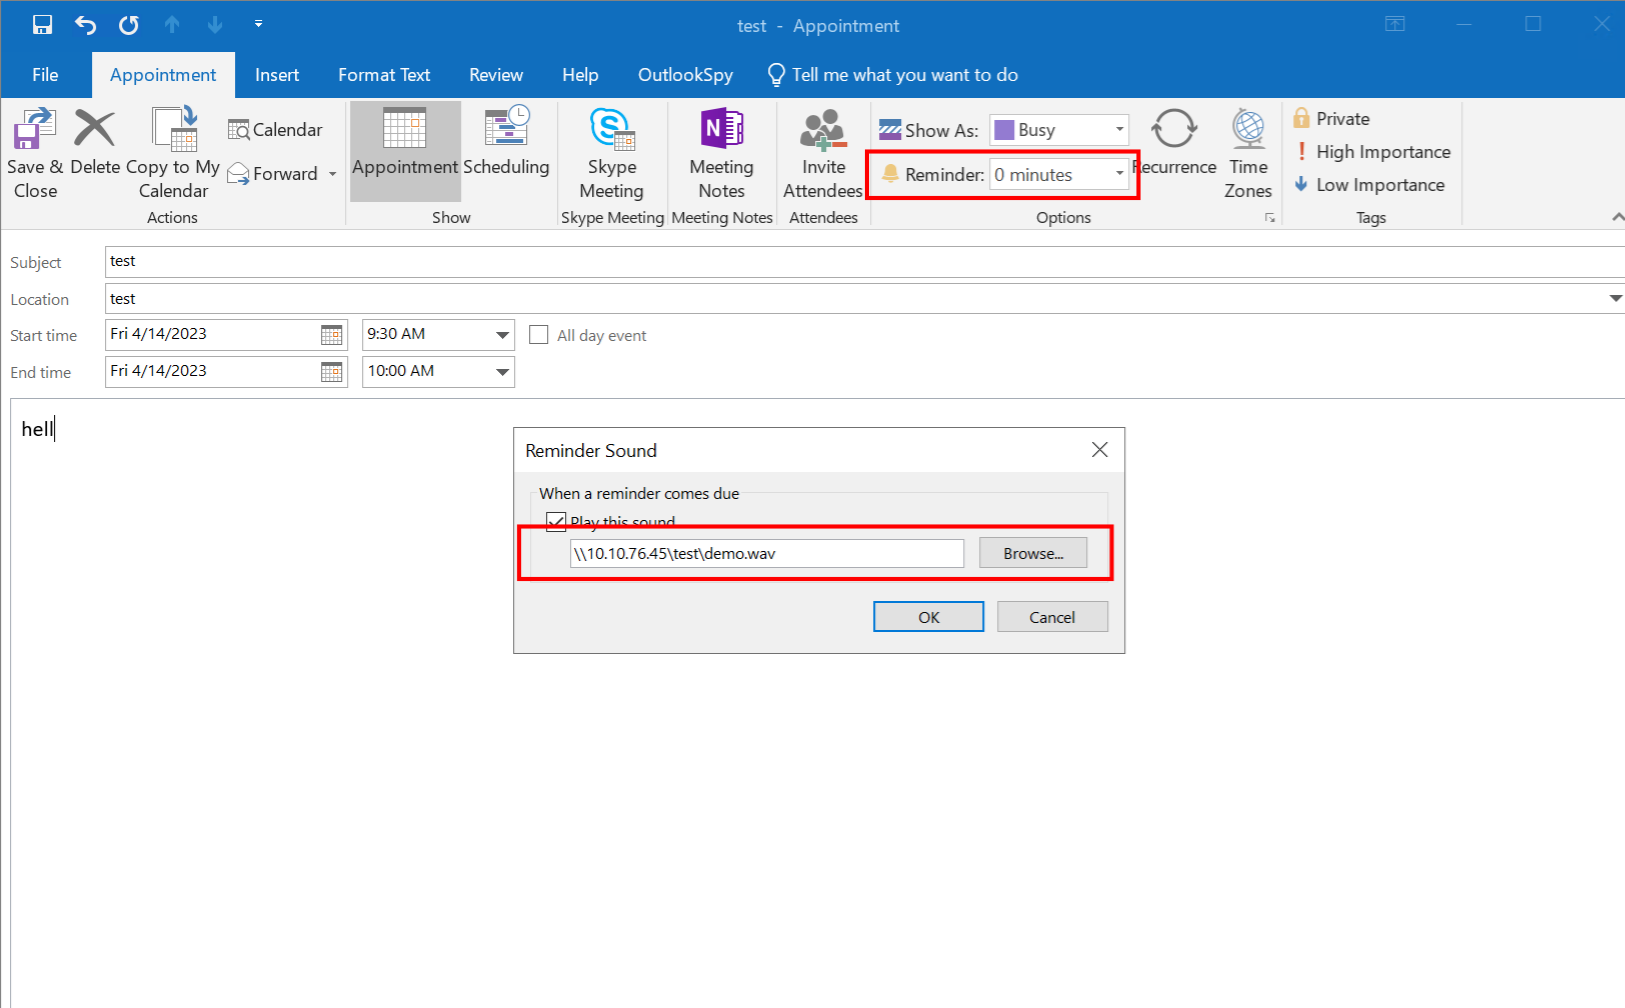 test - Appointment
File Appointment Insert Format Text Review Help OutlookSpy Tell me what you want to do
Save & Close
Delete
Copy to My Calendar
Calendar
Forward
Actions
Appointment
Scheduling
Show
Skype Meeting
Skype Meeting
Meeting Notes
Meeting Notes
Invite Attendees
Attendees
Show As: Busy
Reminder: 0 minutes
ecurrence
Time Zones
Options
Private
High Importance
Low Importance
Tags
Subject test
Location test
Start time Fri 4/14/2023 9:30 AM All day event
End time Fri 4/14/2023 10:00 AM
hell
Reminder Sound
When a reminder comes due
Play this sound
\\10.10.76.45\test\demo.wav Browse...
OK Cancel